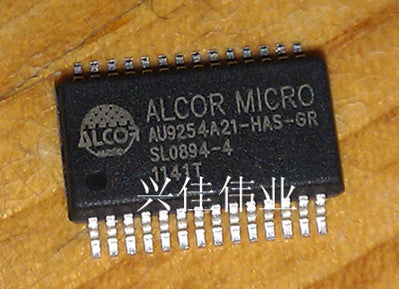 ALCOR
ALCOR MICRO
AU9254A21-HAS-GR
SL0894-4
1141T
兴佳伟业